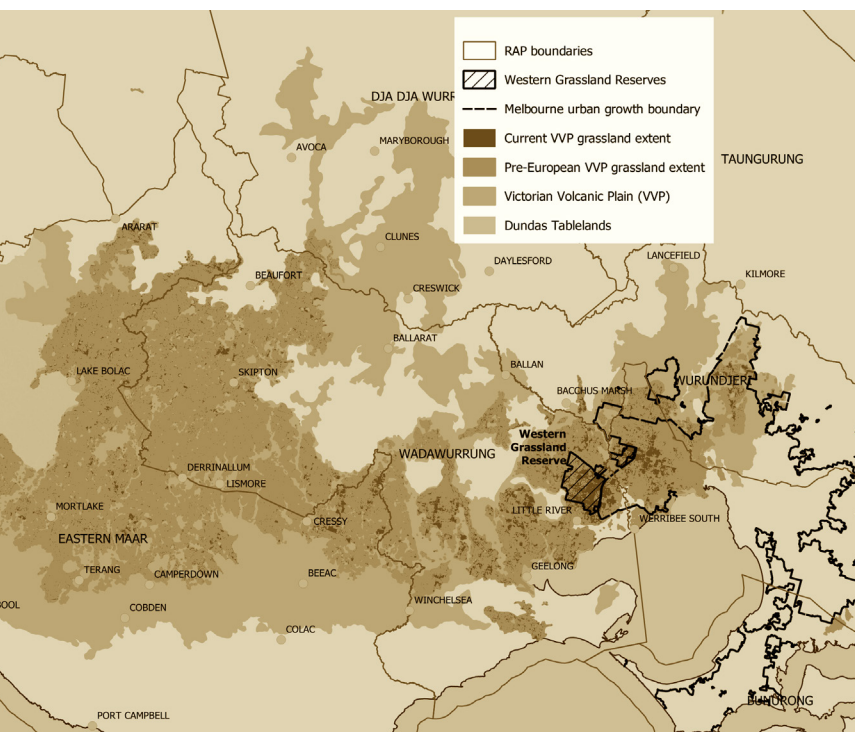 RAP boundaries
Western Grassland Reserves
Melbourne urban growth boundary
Current VVP grassland extent
Pre-European VVP grassland extent
Victorian Volcanic Plain (VVP)
Dundas Tablelands
DJA DJA WURR
MARYBOROUGH
AVOCA
TAUNGURUNG
ARARAT
CLUNES
LANCEFIELD
DAYLESFORD
BEAUFORT
KILMORE
CRESWICK
BALLARAT
BALLAN
LAKE BOLAC
SKIPTON
WURUNDJERI
BACCHUS MARSH
Western
Grassland
Reserve
WADAWURRUNG
DERRINALLUM
LISMORE
MORTLAKE
LITTLE RIVER
CRESSY
WERRIBEE SOUTH
EASTERN MAAR
TERANG
CAMPERDOWN
BEEAC
GEELONG
WINCHELSEA
OOL
COBDEN
COLAC
BUNURONG
PORT CAMPBELL